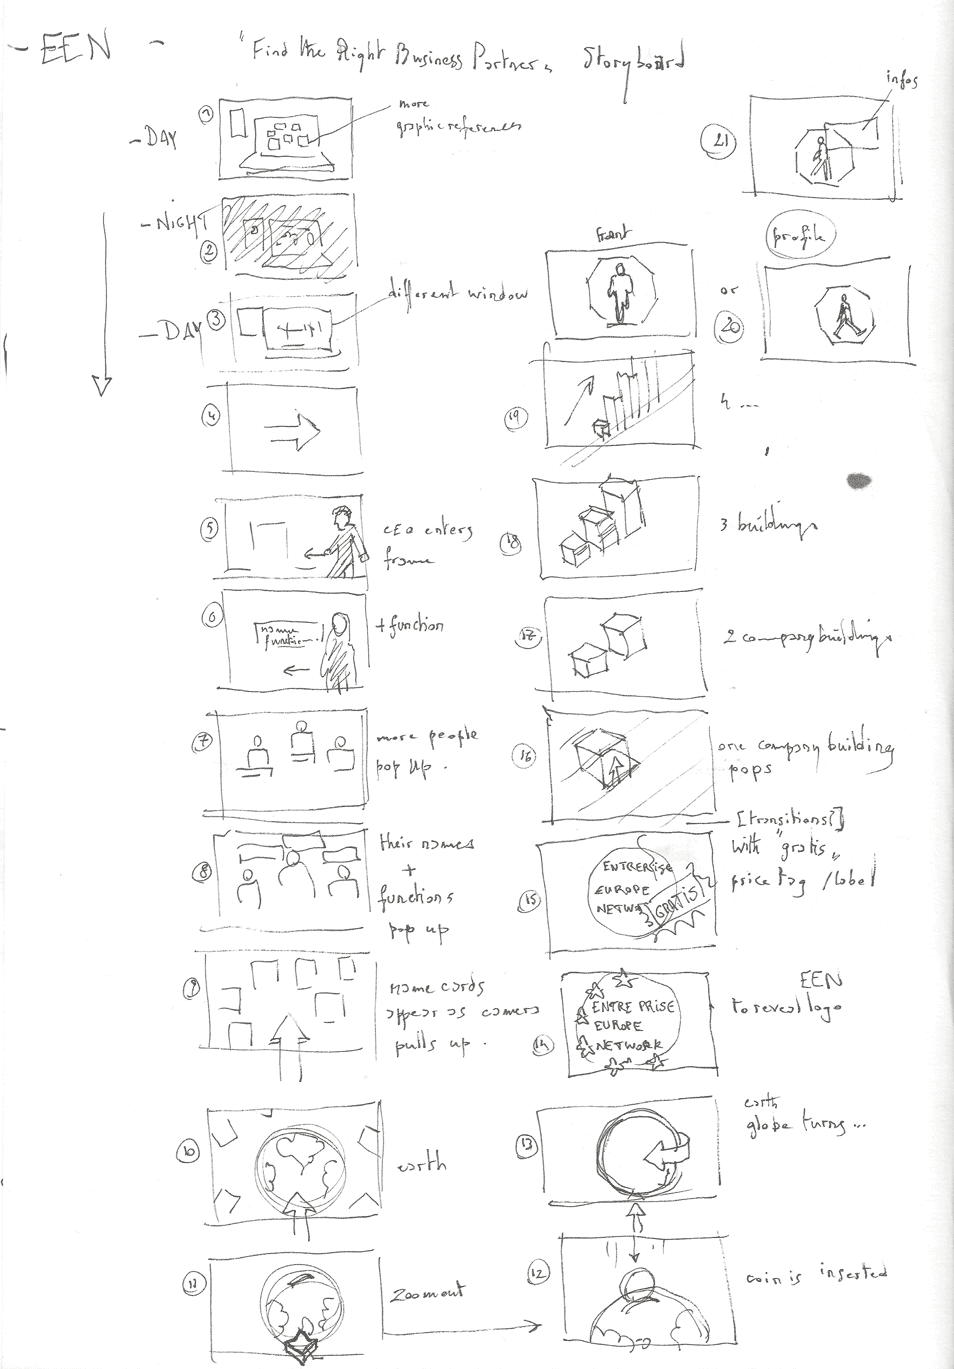 - EEN -
"Find the Right Business Partner" Storyboard
1
more
graphic references
- DAY
- NIGHT
2
different window
- DAY
3
4
5
CEO enters
frame
6
name
function
+ function
7
more people
pop up.
8
their names
+
functions
pop up
9
name cards
appear as camera
pulls up.
10
earth
11
Zoom out
12
coin is inserted
13
earth
globe turns...
14
ENTREPRISE
EUROPE
NETWORK
EEN
to reveal logo
15
ENTRERPISE
EUROPE
NETW
GRATIS
[transitions?]
with "gratis"
price tag / label
16
one company building
pops
17
2 company buildings
18
3 buildings
19
4 ...
front
or
20
profile
21
infos